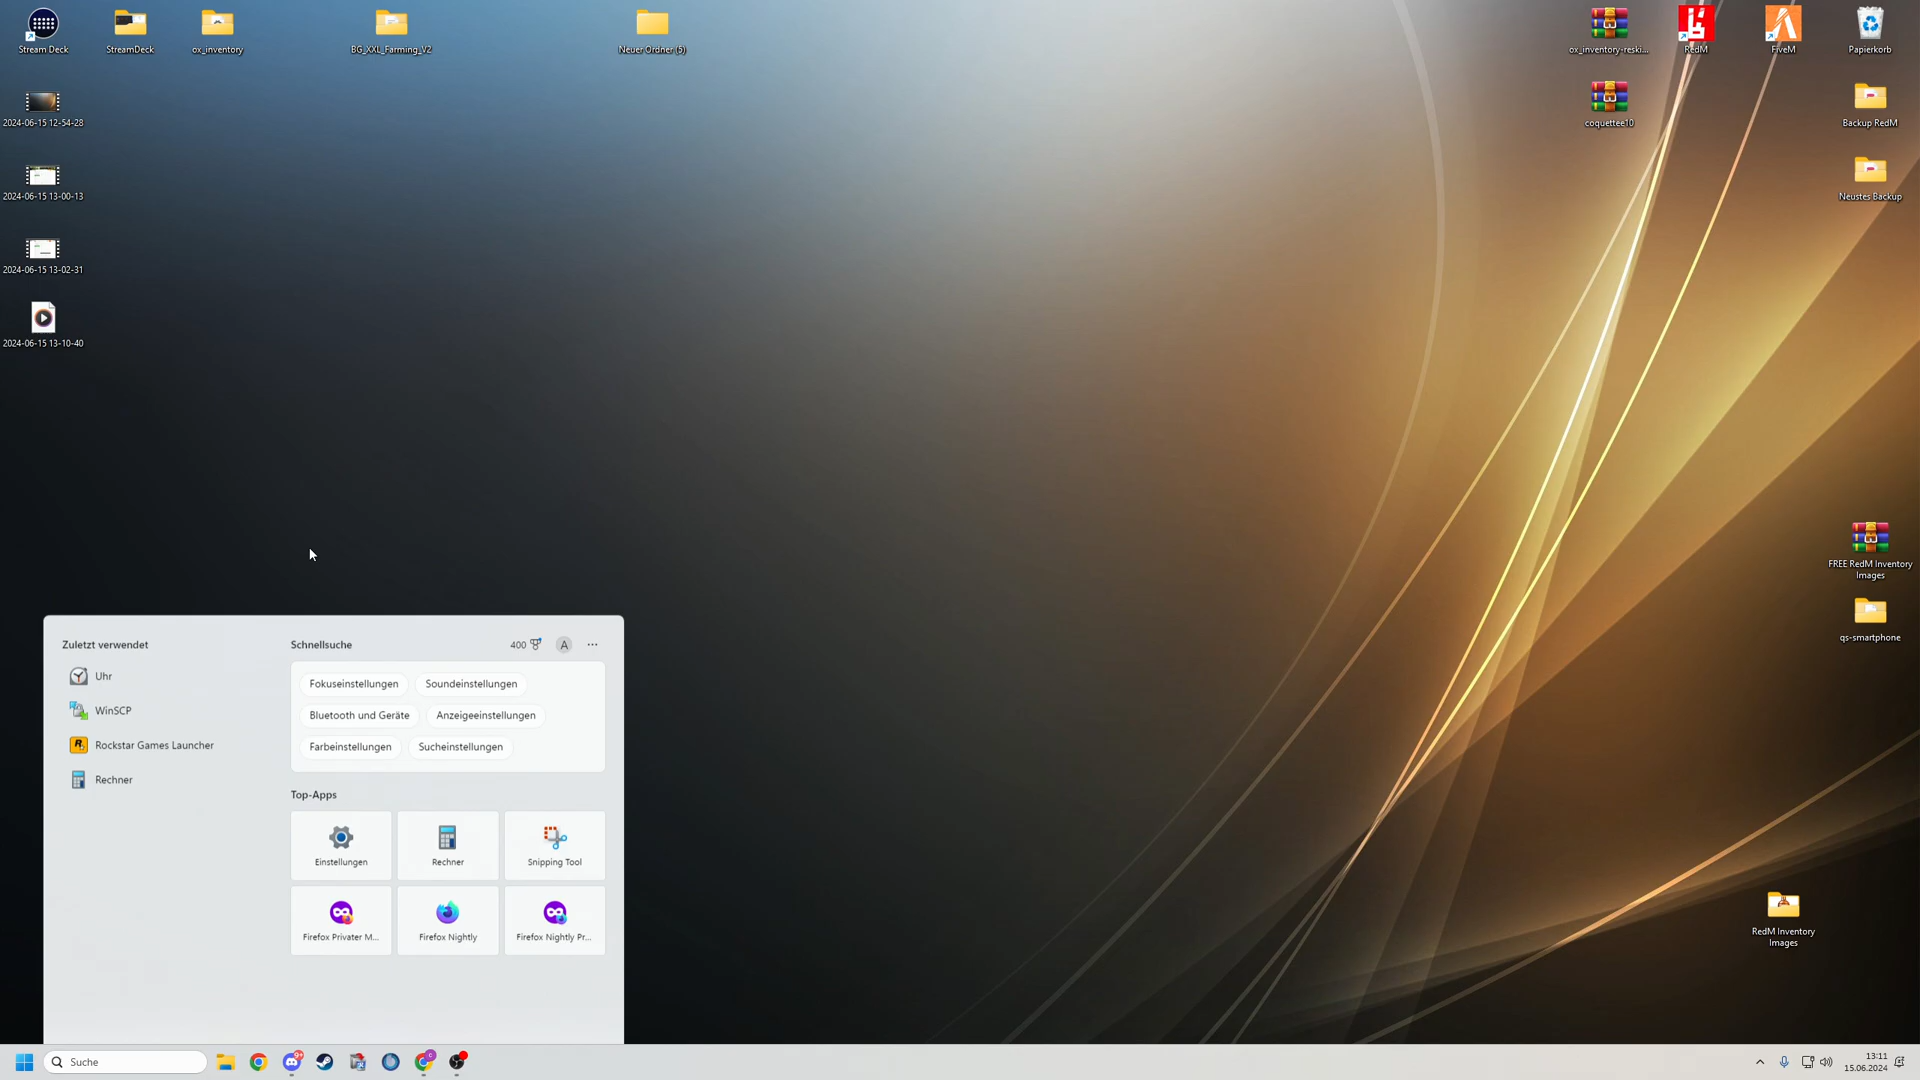 Stream Deck
StreamDeck
ox_inventory
BG_XXL_Farming_V2
Neuer Ordner (5)
ox_inventory-reski...
RedM
FiveM
Papierkorb
2024-06-15 12-54-28
coquettee10
Backup RedM
2024-06-15 13-00-13
Neustes Backup
2024-06-15 13-02-31
2024-06-15 13-10-40
FREE RedM Inventory
Images
qs-smartphone
RedM Inventory
Images
Zuletzt verwendet
Uhr
WinSCP
Rockstar Games Launcher
Rechner
Schnellsuche
400
A
Fokuseinstellungen
Soundeinstellungen
Bluetooth und Geräte
Anzeigeeinstellungen
Farbeinstellungen
Sucheinstellungen
Top-Apps
Einstellungen
Rechner
Snipping Tool
Firefox Privater M...
Firefox Nightly
Firefox Nightly Pr...
Suche
9+
13:11
15.06.2024